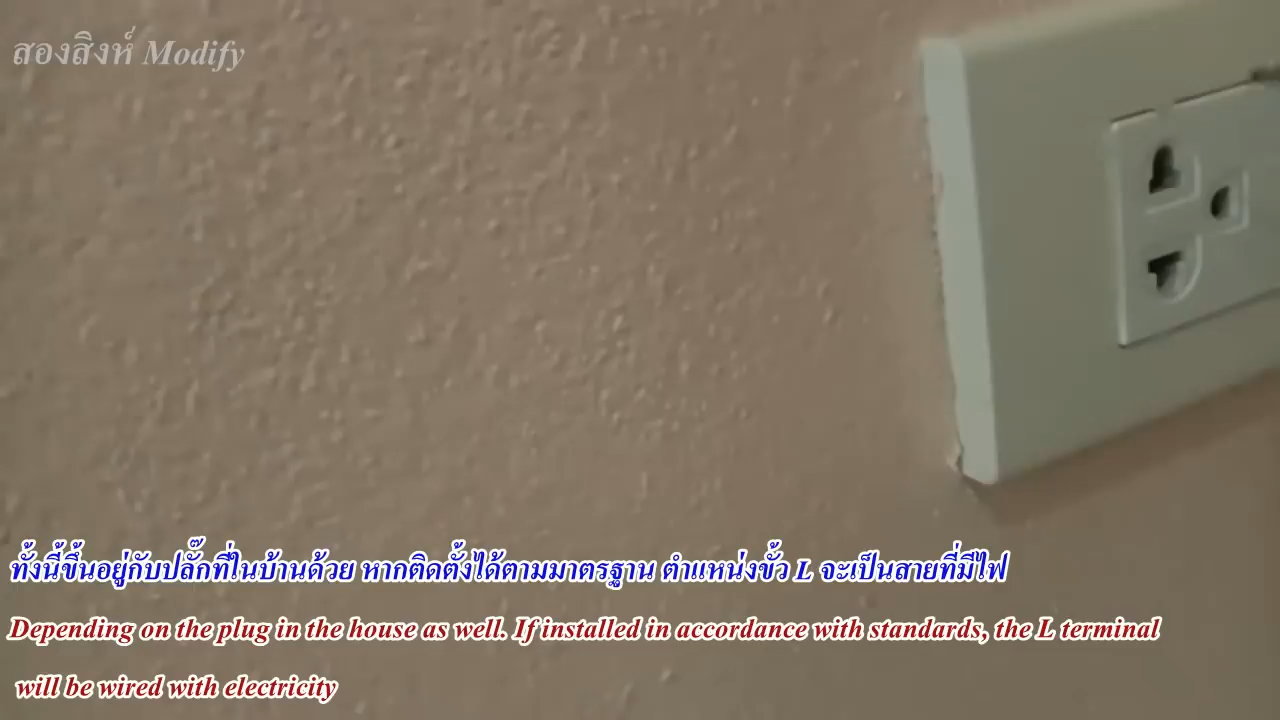 สองสิงห์ Modify
ทั้งนี้ขึ้นอยู่กับปลั๊กที่ในบ้านด้วย หากติดตั้งได้ตามมาตรฐาน ตำแหน่งขั้ว L จะเป็นสายที่มีไฟ
Depending on the plug in the house as well. If installed in accordance with standards, the L terminal
will be wired with electricity